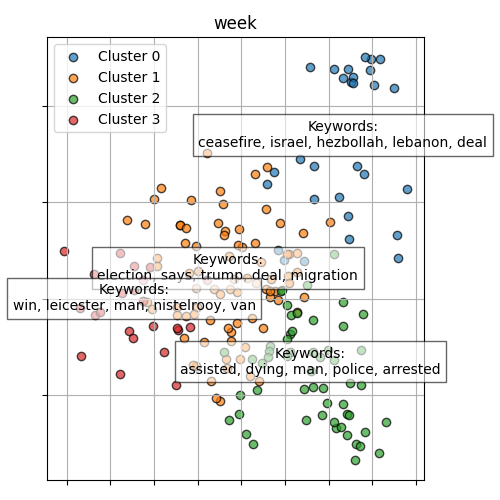 week
Cluster 0
Cluster 1
Cluster 2
Cluster 3
Keywords:
ceasefire, israel, hezbollah, lebanon, deal
Keywords:
election, says, trump, deal, migration
Keywords:
win, leicester, man, nistelrooy, van
Keywords:
assisted, dying, man, police, arrested